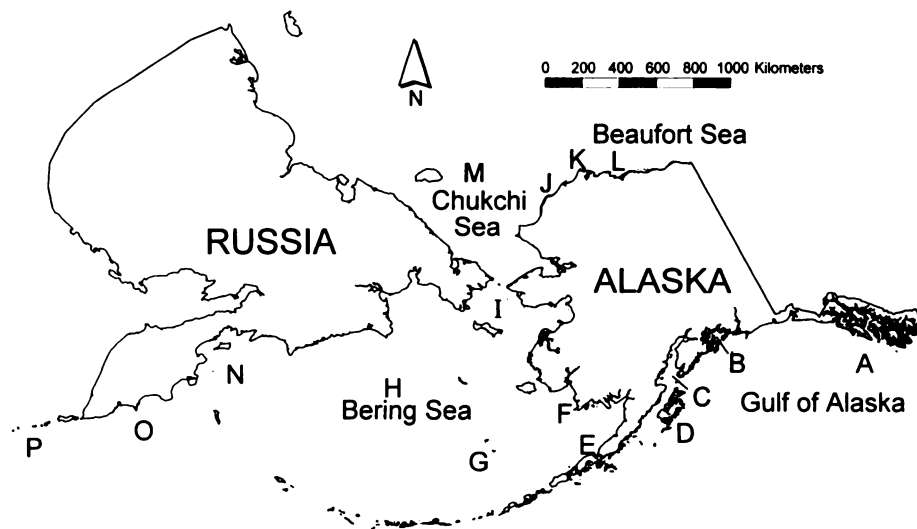 0 200 400 600 800 1000 Kilometers
N
Beaufort Sea
K L
M
J
Chukchi
Sea
RUSSIA
ALASKA
I
B
A
N
H
C
Bering Sea
F
Gulf of Alaska
P
O
D
E
G